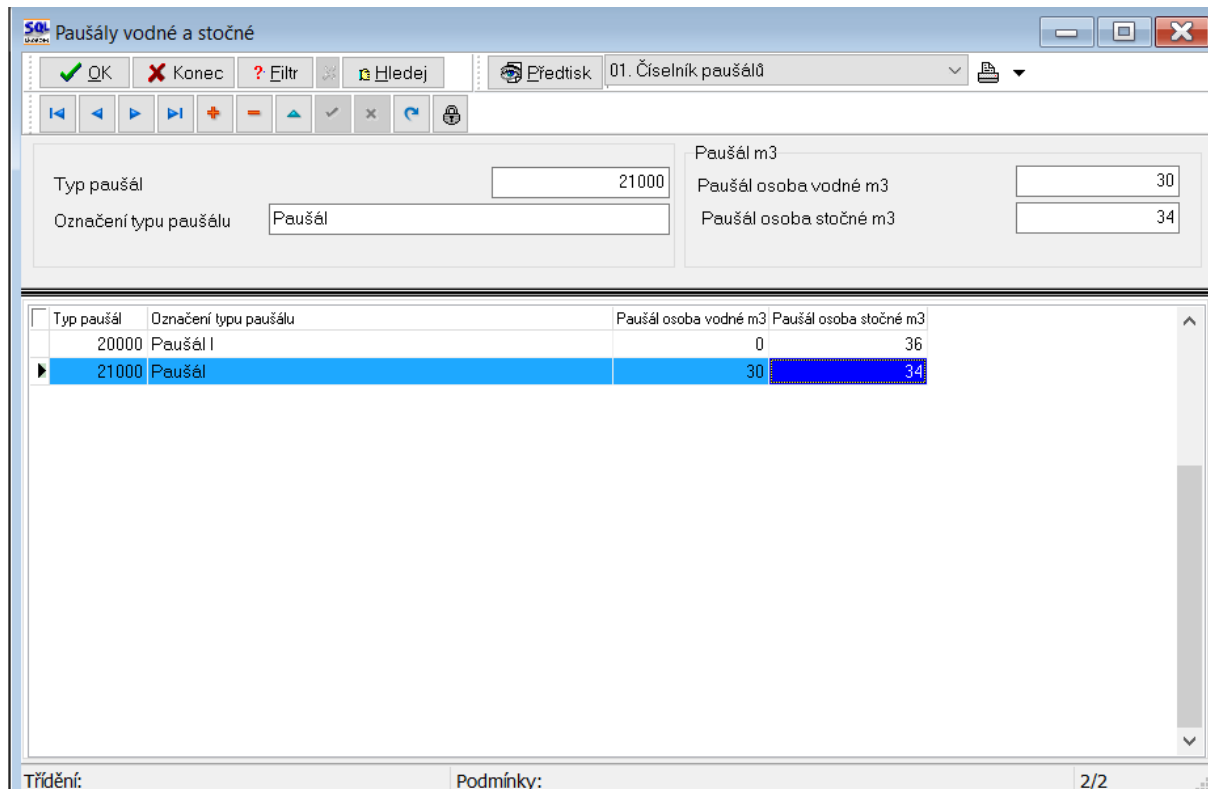 Paušály vodné a stočné
OK Konec ? Filtr Hledej Předtisk 01. Číselník paušálů
Paušál m3
Typ paušál 21000 Paušál osoba vodné m3 30
Označení typu paušálu Paušál Paušál osoba stočné m3 34
Typ paušál Označení typu paušálu Paušál osoba vodné m3 Paušál osoba stočné m3
20000 Paušál I 0 36
21000 Paušál 30 34
Třídění: Podmínky: 2/2